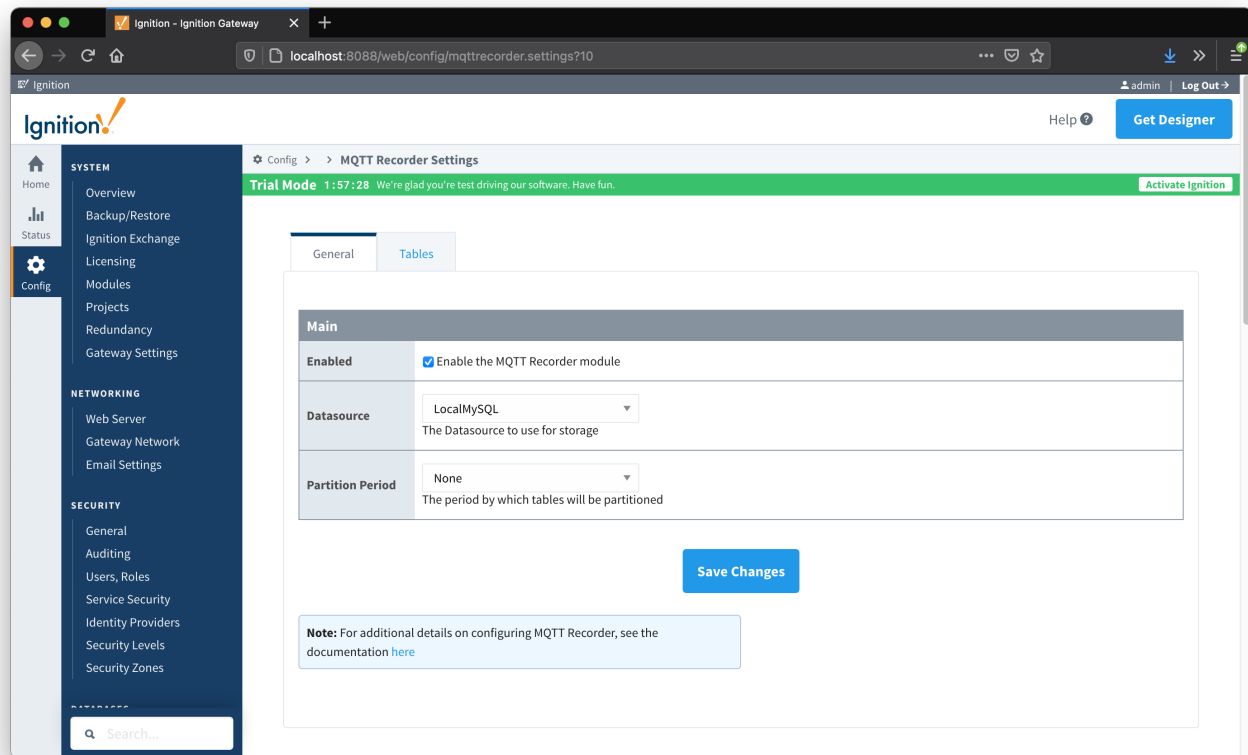 Ignition - Ignition Gateway
localhost:8088/web/config/mqttrecorder.settings?10
Ignition
admin | Log Out
Ignition!
Help
Get Designer
Home
Status
Config
SYSTEM
Overview
Backup/Restore
Ignition Exchange
Licensing
Modules
Projects
Redundancy
Gateway Settings
NETWORKING
Web Server
Gateway Network
Email Settings
SECURITY
General
Auditing
Users, Roles
Service Security
Identity Providers
Security Levels
Security Zones
DATABASES
Search...
Config > > MQTT Recorder Settings
Trial Mode 1:57:28 We're glad you're test driving our software. Have fun.
Activate Ignition
General
Tables
Main
Enabled
Enable the MQTT Recorder module
Datasource
LocalMySQL
The Datasource to use for storage
Partition Period
None
The period by which tables will be partitioned
Save Changes
Note: For additional details on configuring MQTT Recorder, see the
documentation here